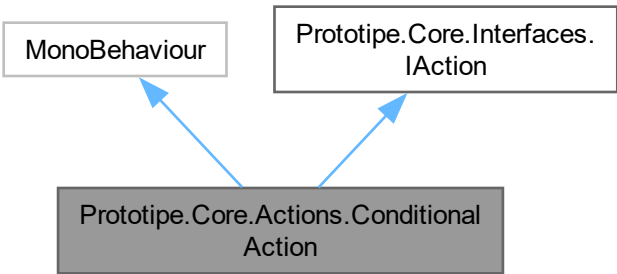 MonoBehaviour
Prototipe.Core.Interfaces.
IAction
Prototipe.Core.Actions.Conditional
Action